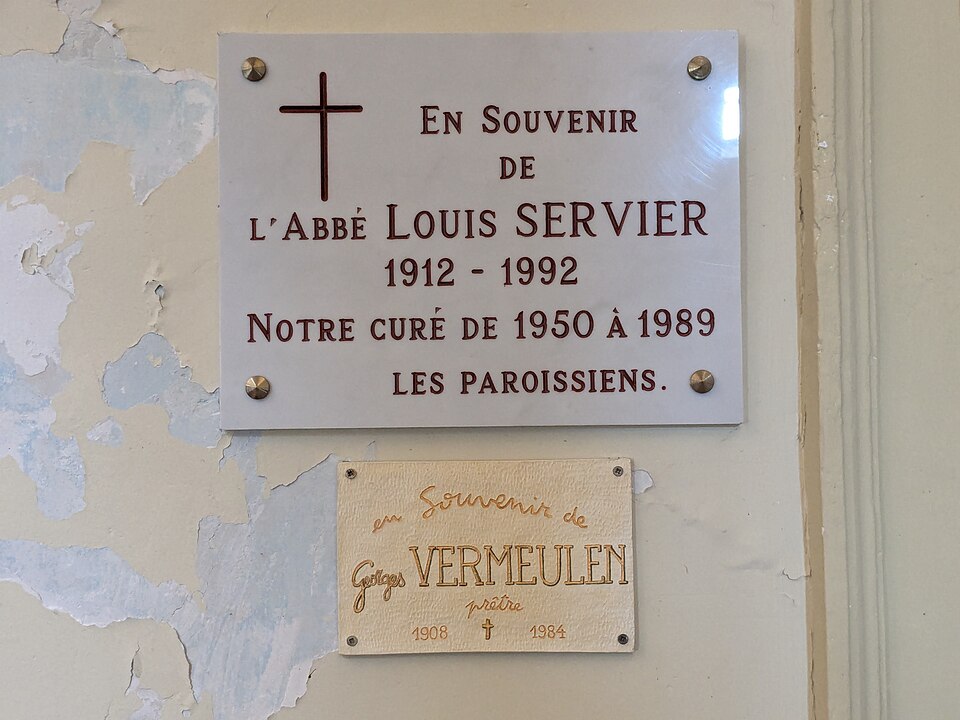 En Souvenir
de
l'Abbé Louis SERVIER
1912 - 1992
Notre curé de 1950 à 1989
les paroissiens.
en Souvenir de
Georges VERMEULEN
prêtre
1908 ✝ 1984